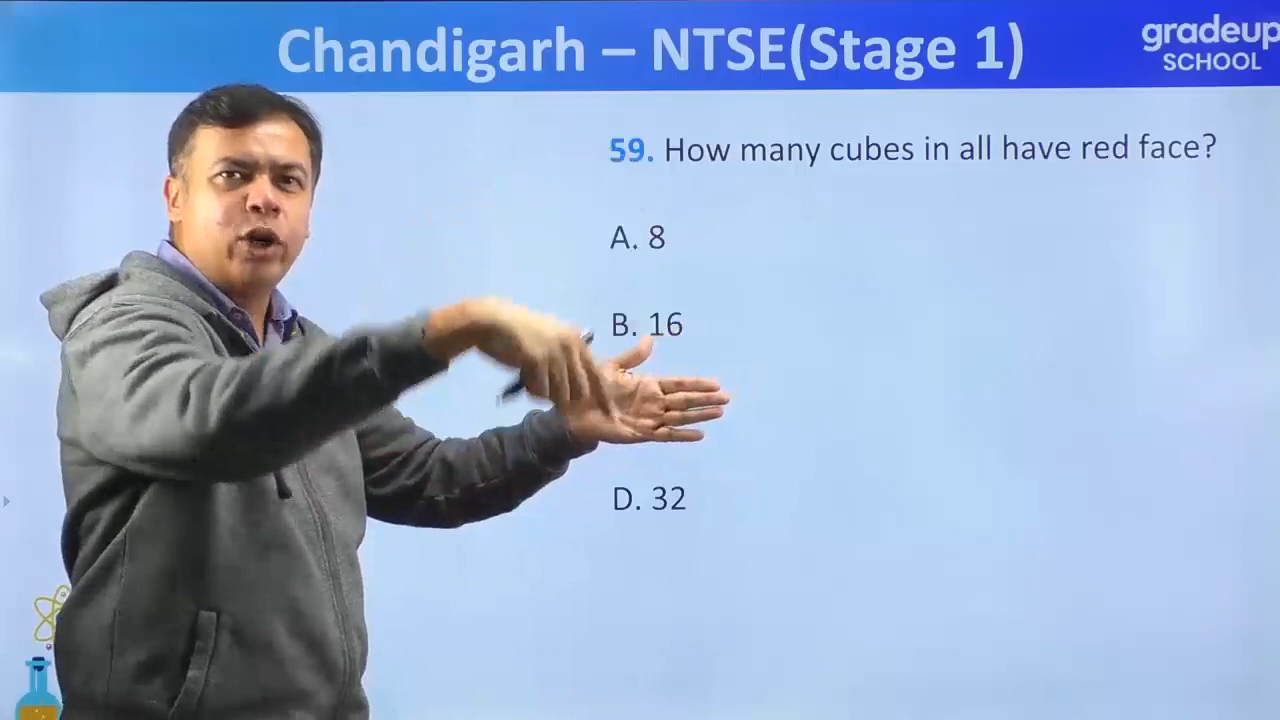 Chandigarh – NTSE(Stage 1)
gradeup
SCHOOL
59. How many cubes in all have red face?
A. 8
B. 16
D. 32